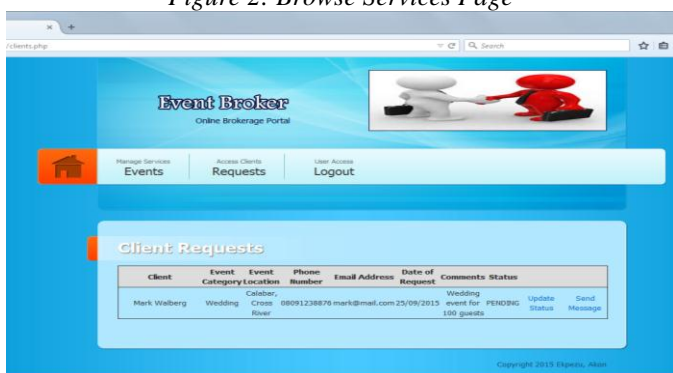 Figure 2: Browse Services Page
/clients.php
Search
Event Broker
Online Brokerage Portal
Manage Services Access Clients User Access
Events Requests Logout
Client Requests
Client Event Category Event Location Phone Number Email Address Date of Request Comments Status
Mark Walberg Wedding Calabar, Cross River 08091238876 mark@mail.com 25/09/2015 Wedding event for 100 guests PENDING Update Status Send Message
Copyright 2015 Ekpezu, Akon